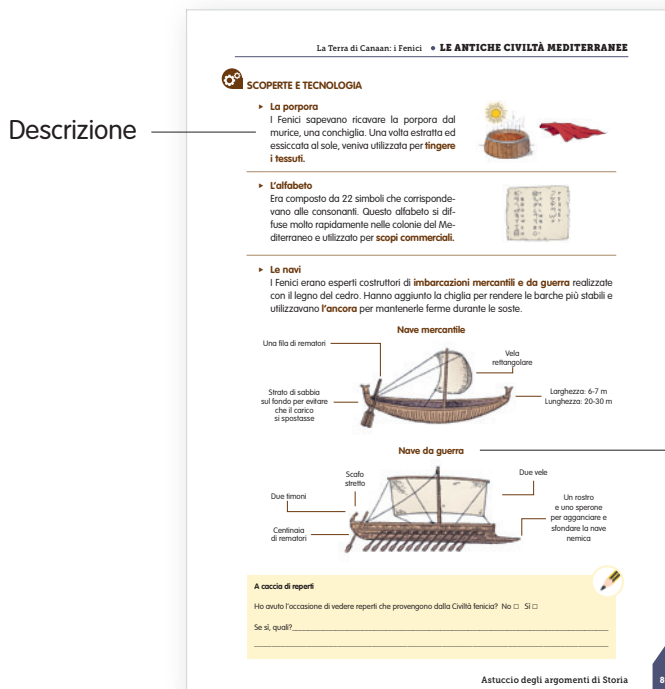 La Terra di Canaan: i Fenici • LE ANTICHE CIVILTÀ MEDITERRANEE
SCOPERTE E TECNOLOGIA
Descrizione
▸ La porpora
I Fenici sapevano ricavare la porpora dal
murice, una conchiglia. Una volta estratta ed
essiccata al sole, veniva utilizzata per tingere
i tessuti.
▸ L'alfabeto
Era composto da 22 simboli che corrisponde-
vano alle consonanti. Questo alfabeto si dif-
fuse molto rapidamente nelle colonie del Me-
diterraneo e utilizzato per scopi commerciali.
▸ Le navi
I Fenici erano esperti costruttori di imbarcazioni mercantili e da guerra realizzate
con il legno del cedro. Hanno aggiunto la chiglia per rendere le barche più stabili e
utilizzavano l'ancora per mantenerle ferme durante le soste.
Nave mercantile
Una fila di rematori
Vela
rettangolare
Strato di sabbia
sul fondo per evitare
che il carico
si spostasse
Larghezza: 6-7 m
Lunghezza: 20-30 m
Nave da guerra
Scafo
stretto
Due vele
Due timoni
Centinaia
di rematori
Un rostro
e uno sperone
per agganciare e
sfondare la nave
nemica
A caccia di reperti
Ho avuto l'occasione di vedere reperti che provengono dalla Civiltà fenicia? No □ Sì □
Se sì, quali?
Astuccio degli argomenti di Storia
8